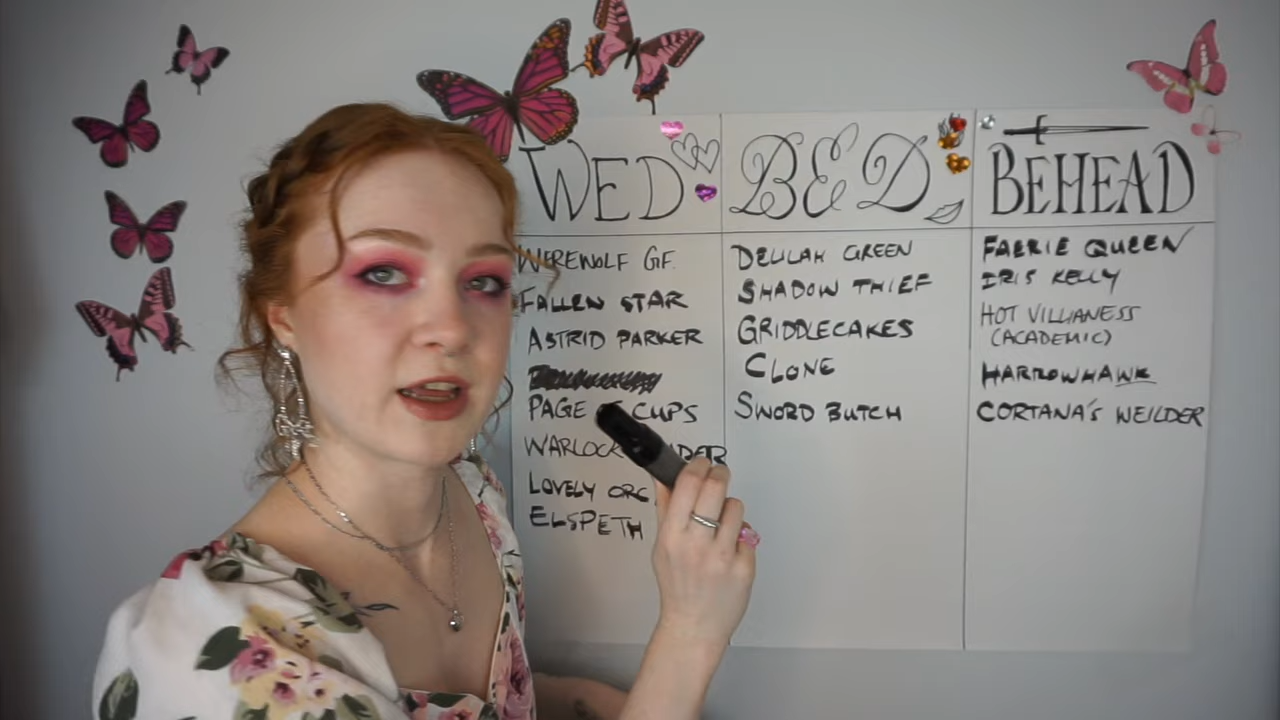 WED
WEREWOLF GF.
FALLEN STAR
ASTRID PARKER
PAGE CUPS
WARLOCK
LOVELY ORC
ELSPETH
BED
DELILAH GREEN
SHADOW THIEF
GRIDDLECAKES
CLONE
SWORD BUTCH
BEHEAD
FAERIE QUEEN
IRIS KELLY
HOT VILLIANESS
(ACADEMIC)
HARROWHAWK
CORTANA'S WEILDER